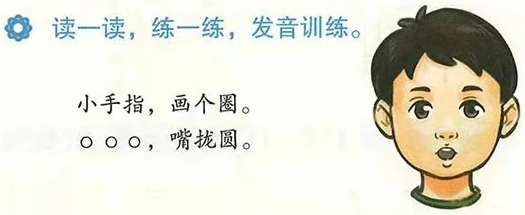 读一读，练一练，发音训练。
小手指，画个圈。
o o o，嘴拢圆。